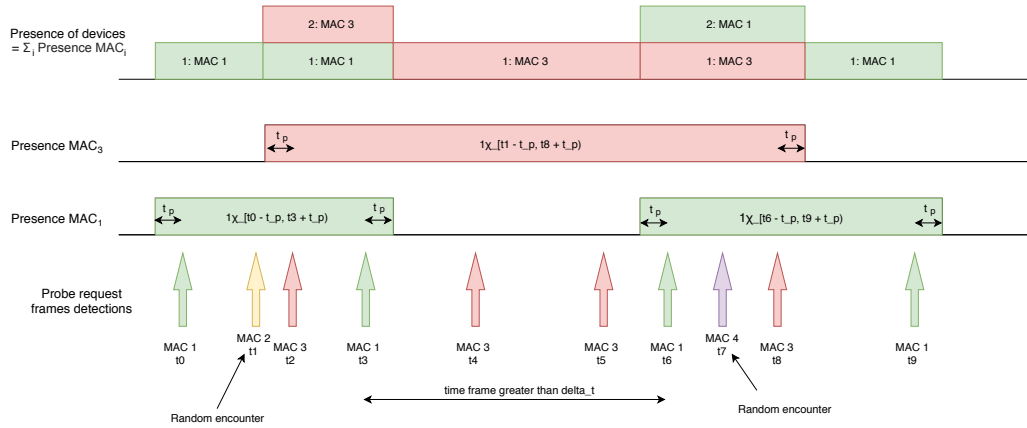 Presence of devices
= Σ_i Presence MAC_i
2: MAC 3
2: MAC 1
1: MAC 1
1: MAC 1
1: MAC 3
1: MAC 3
1: MAC 1
Presence MAC_3
t_p
1χ_[t1 - t_p, t8 + t_p)
t_p
Presence MAC_1
t_p
1χ_[t0 - t_p, t3 + t_p)
t_p
t_p
1χ_[t6 - t_p, t9 + t_p)
t_p
Probe request
frames detections
MAC 1
t0
MAC 2
t1
MAC 3
t2
MAC 1
t3
MAC 3
t4
MAC 3
t5
MAC 1
t6
MAC 4
t7
MAC 3
t8
MAC 1
t9
time frame greater than delta_t
Random encounter
Random encounter